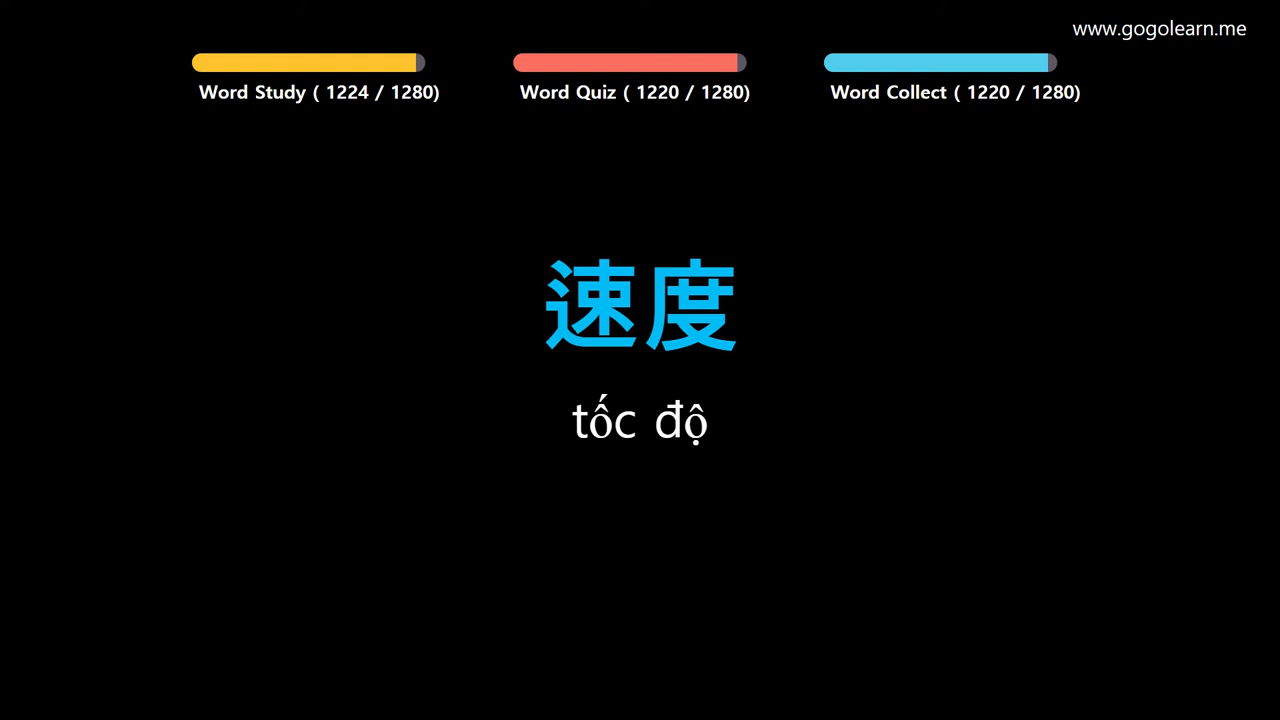 www.gogolearn.me
Word Study ( 1224 / 1280)
Word Quiz ( 1220 / 1280)
Word Collect ( 1220 / 1280)
速度
tốc độ